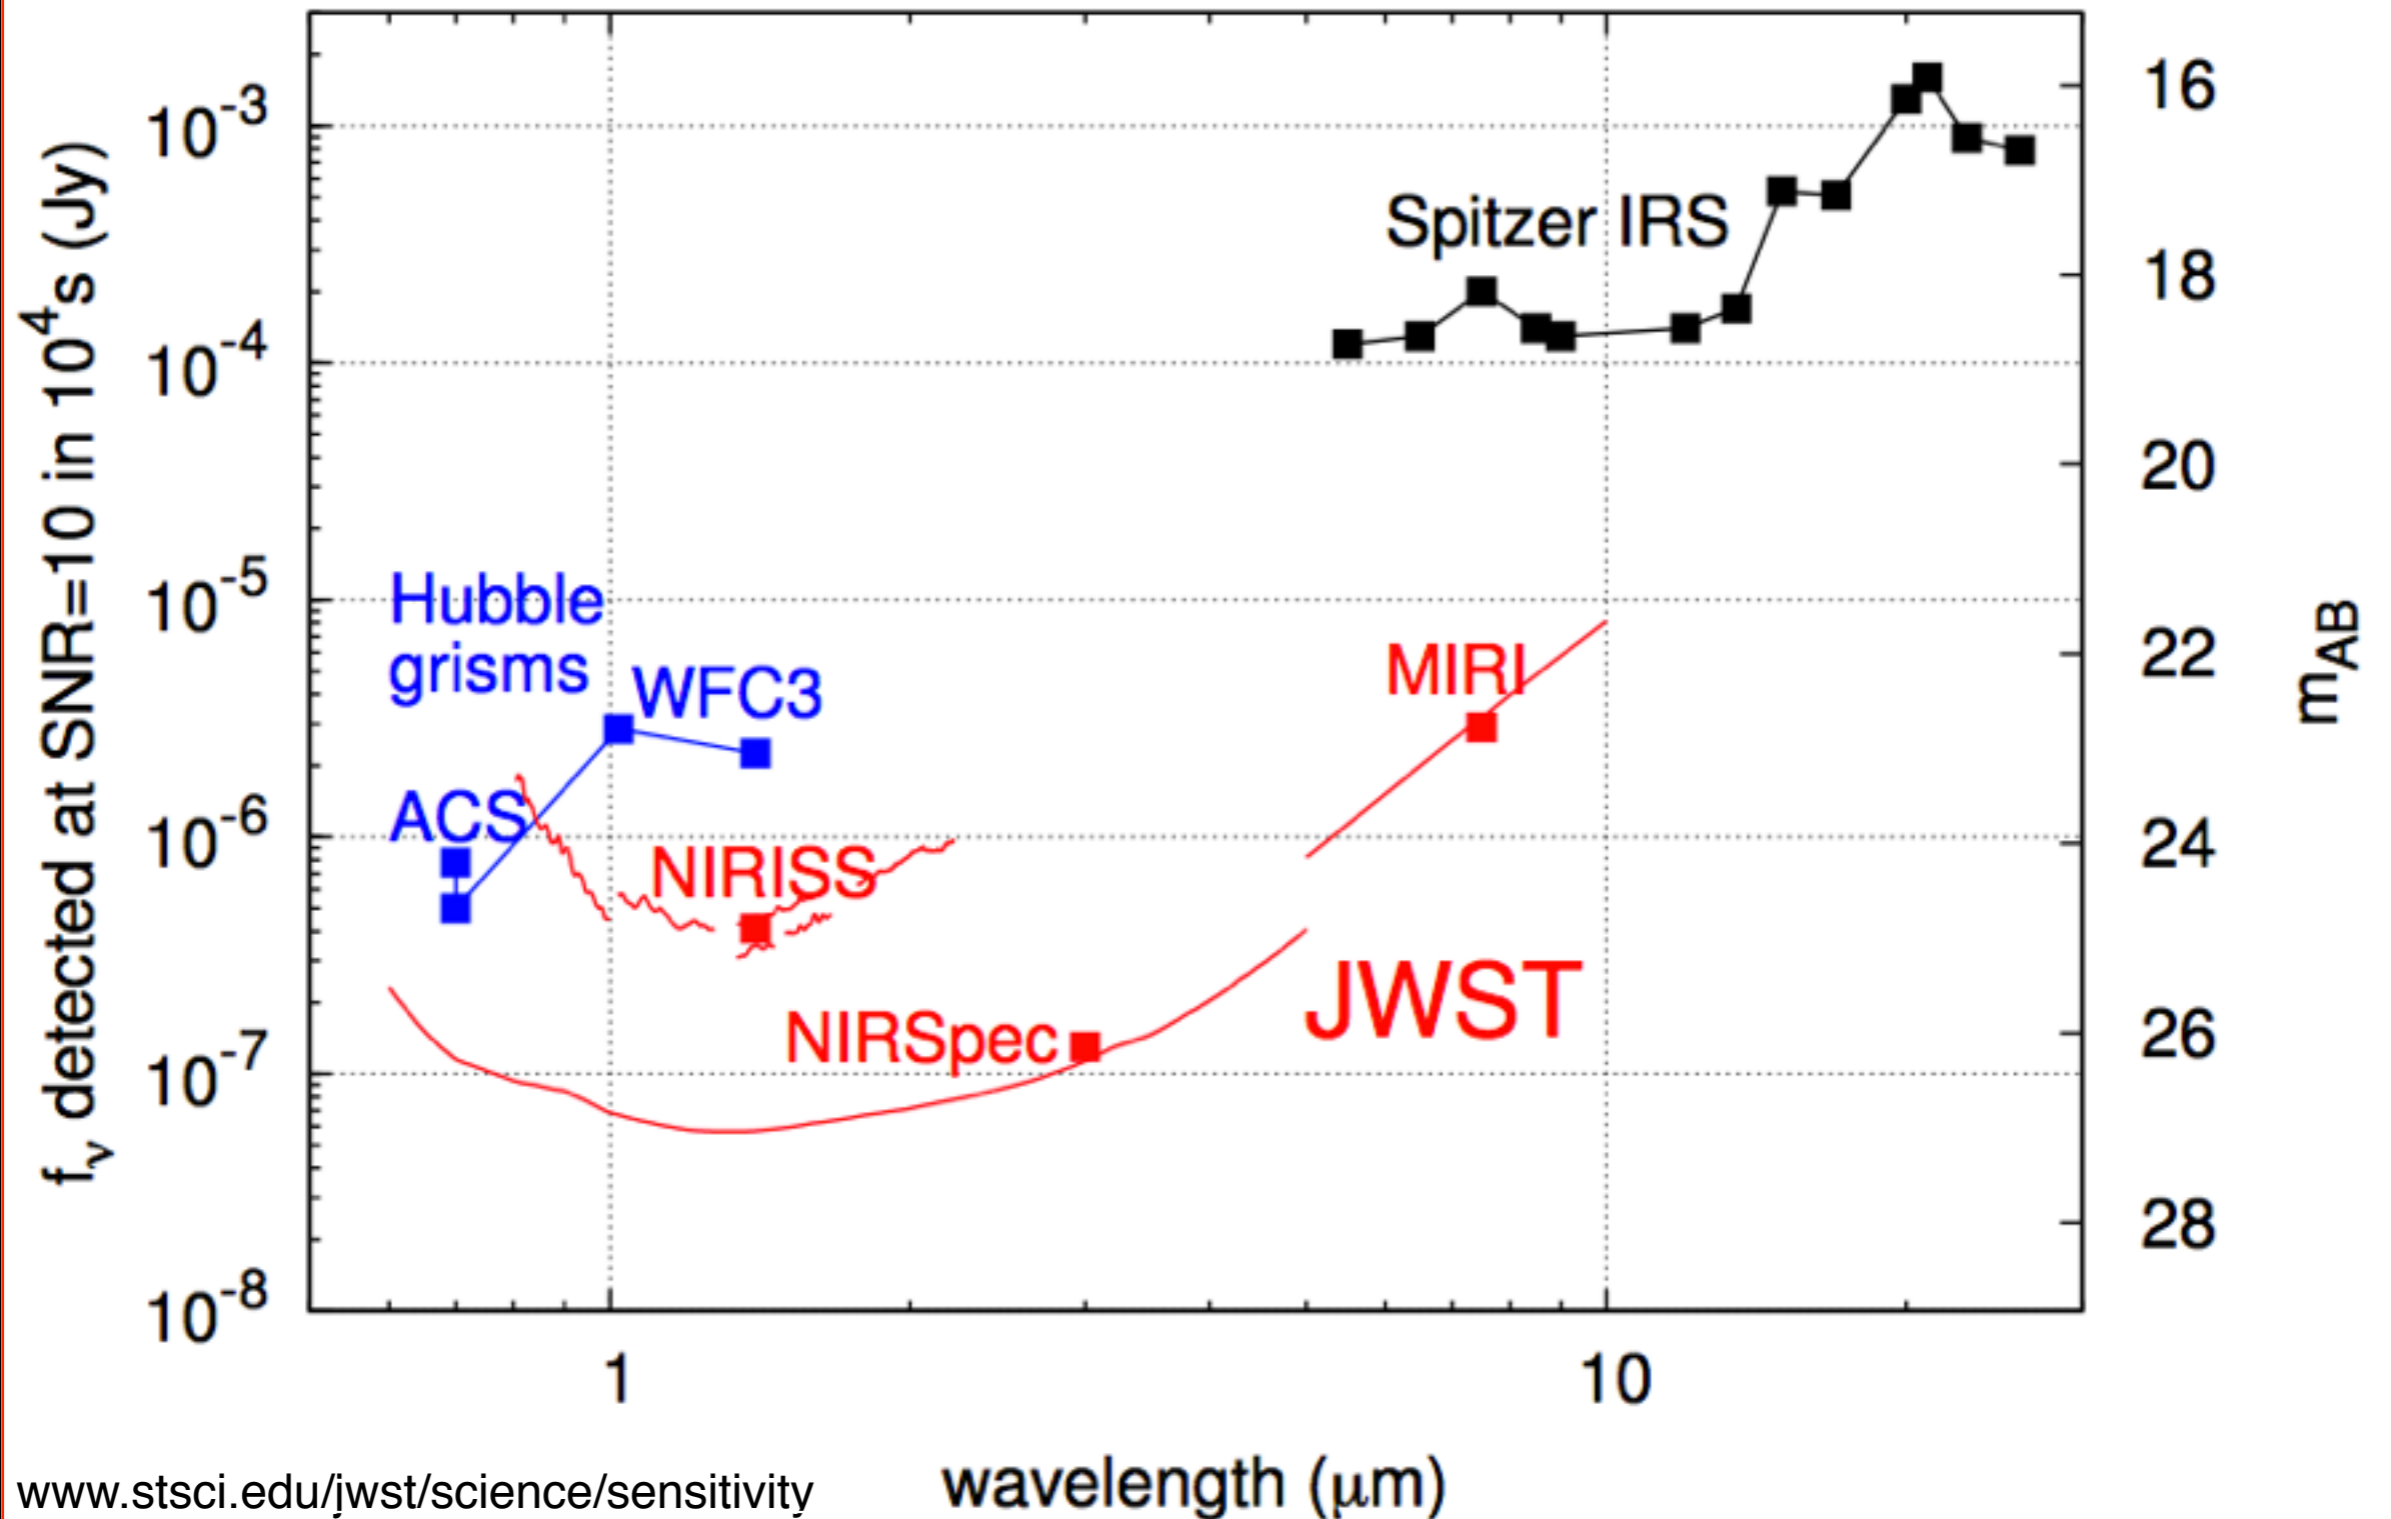 f_ν detected at SNR=10 in 10^4s (Jy)
10^-3
10^-4
10^-5
10^-6
10^-7
10^-8
16
18
20
22
24
26
28
m_AB
Spitzer IRS
Hubble
grisms
WFC3
ACS
MIRI
NIRISS
NIRSpec
JWST
1
10
wavelength (μm)
www.stsci.edu/jwst/science/sensitivity